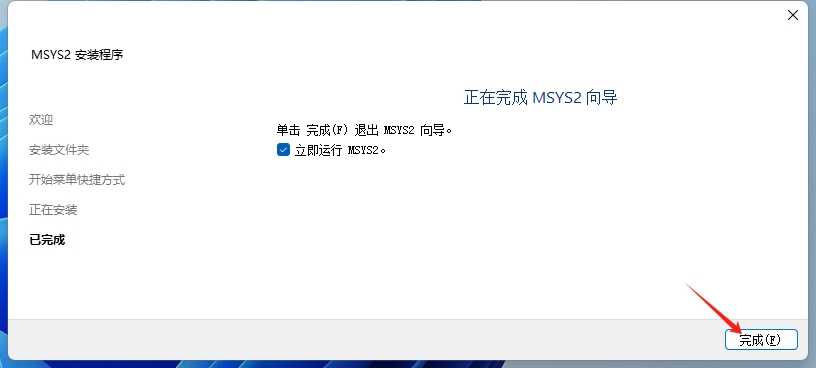 MSYS2 安装程序
正在完成 MSYS2 向导
欢迎
单击 完成(F) 退出 MSYS2 向导。
安装文件夹
立即运行 MSYS2。
开始菜单快捷方式
正在安装
已完成
完成(F)